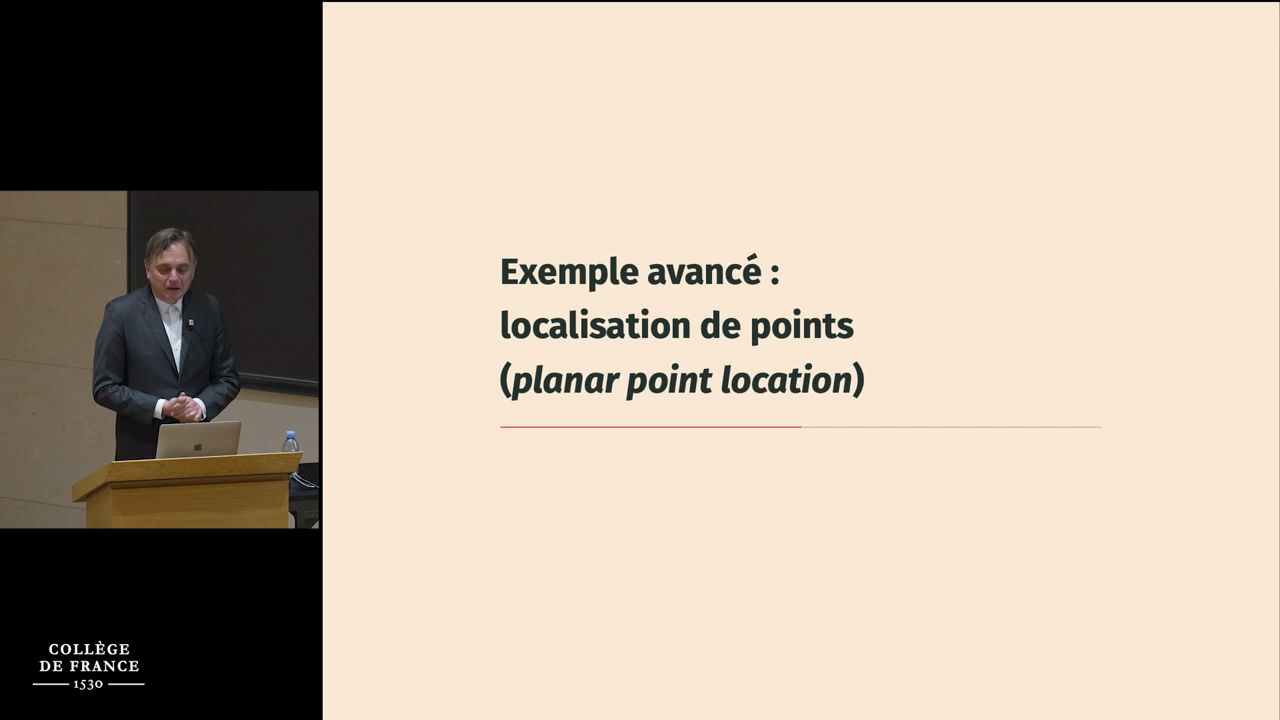 Exemple avancé :
localisation de points
(planar point location)
COLLÈGE
DE FRANCE
1530